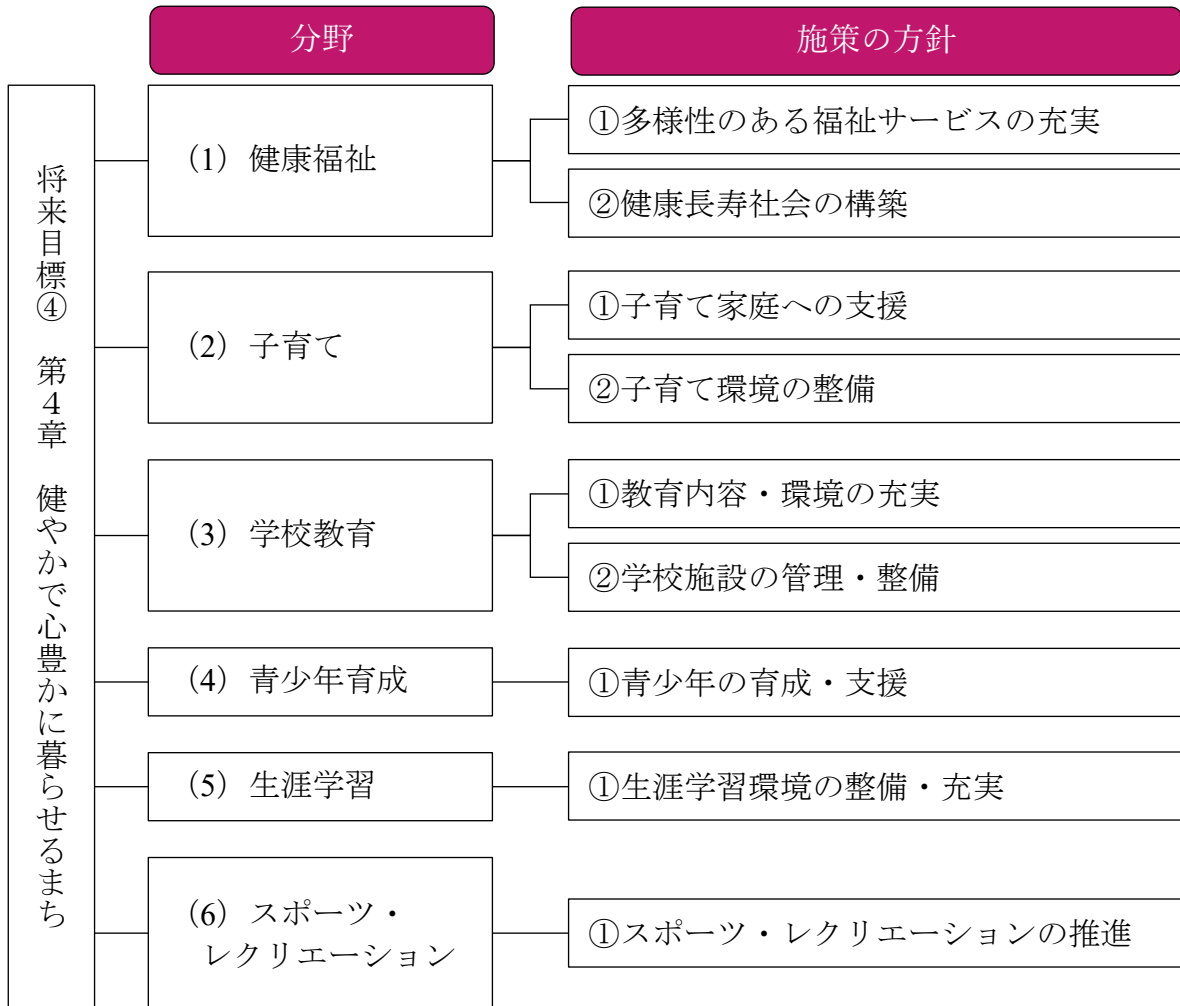 分野
施策の方針
将来目標④　第４章　健やかで心豊かに暮らせるまち
（1）健康福祉
①多様性のある福祉サービスの充実
②健康長寿社会の構築
（2）子育て
①子育て家庭への支援
②子育て環境の整備
（3）学校教育
①教育内容・環境の充実
②学校施設の管理・整備
（4）青少年育成
①青少年の育成・支援
（5）生涯学習
①生涯学習環境の整備・充実
（6）スポーツ・
レクリエーション
①スポーツ・レクリエーションの推進